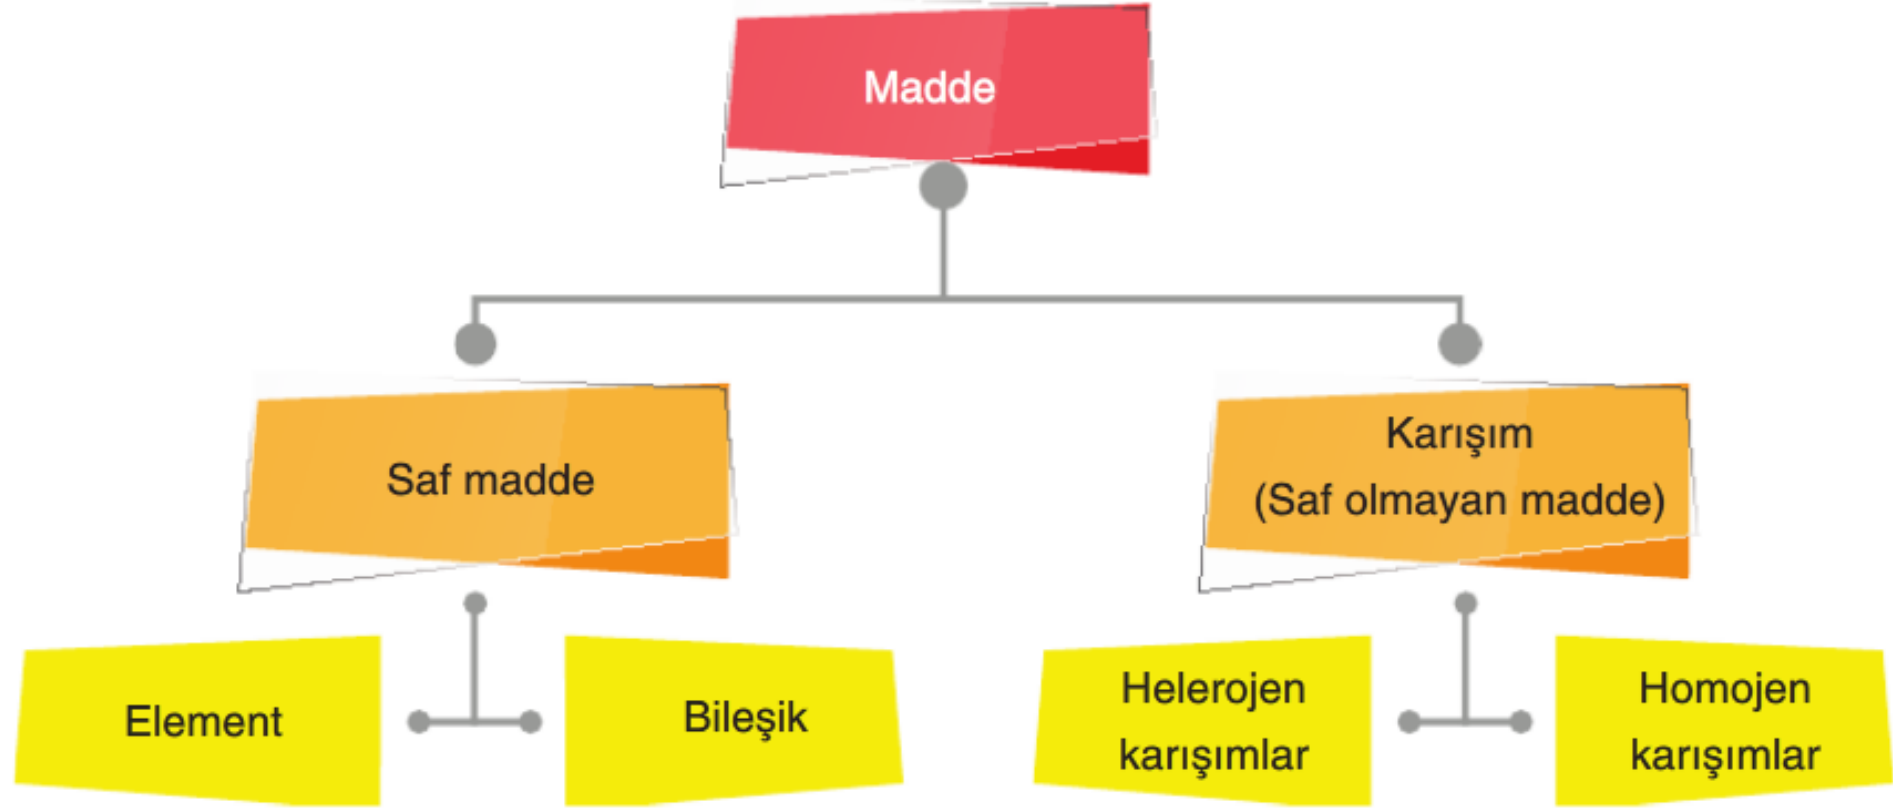 Madde
Saf madde
Karışım
(Saf olmayan madde)
Element
Bileşik
Helerojen
karışımlar
Homojen
karışımlar